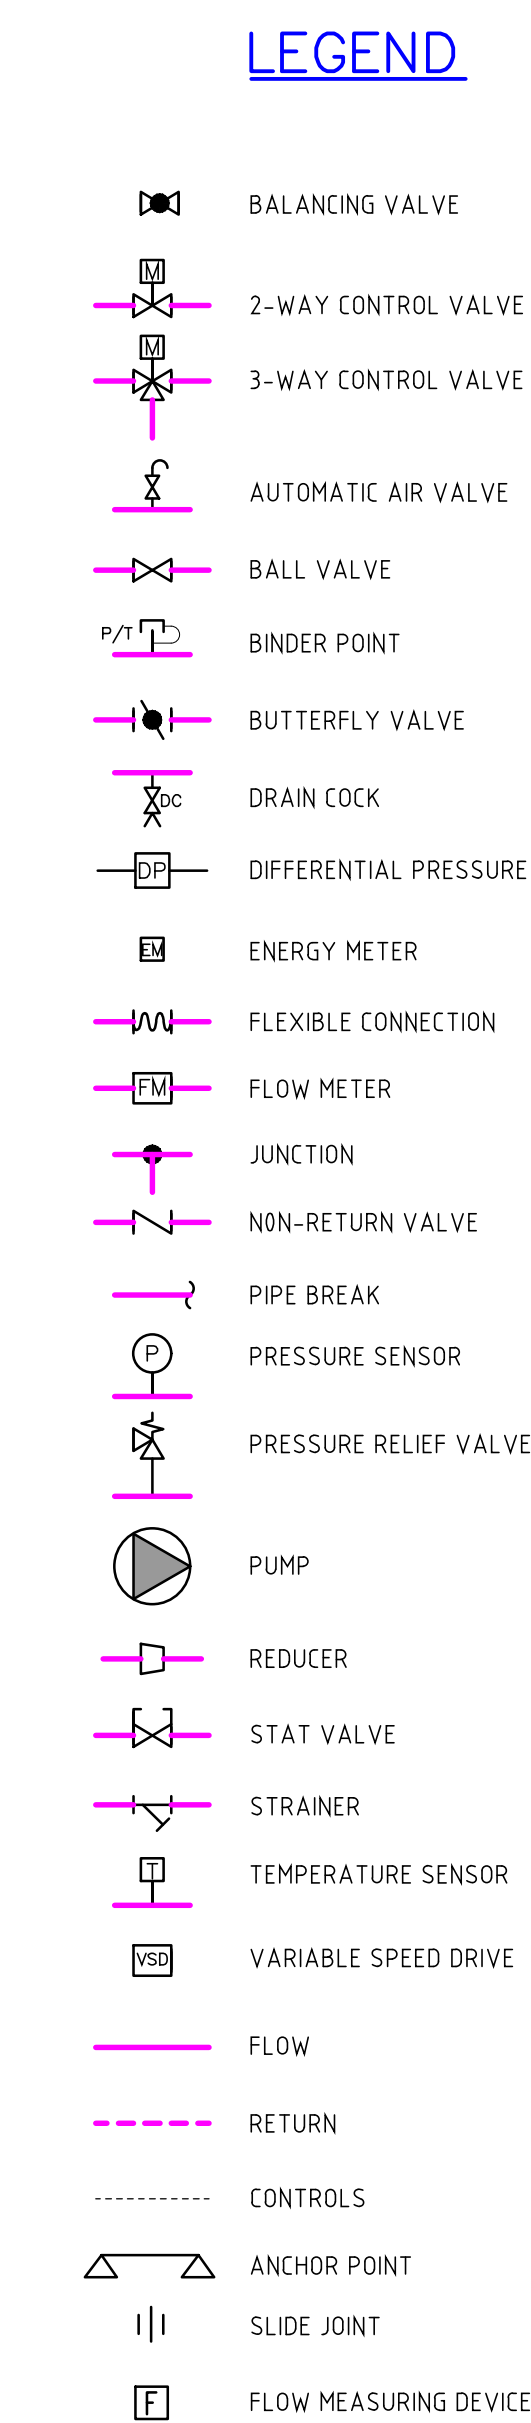 LEGEND
BALANCING VALVE
M
2-WAY CONTROL VALVE
M
3-WAY CONTROL VALVE
AUTOMATIC AIR VALVE
BALL VALVE
P/T BINDER POINT
BUTTERFLY VALVE
DC DRAIN COCK
DP DIFFERENTIAL PRESSURE
EM ENERGY METER
FLEXIBLE CONNECTION
FM FLOW METER
JUNCTION
NON-RETURN VALVE
PIPE BREAK
P PRESSURE SENSOR
PRESSURE RELIEF VALVE
PUMP
REDUCER
STAT VALVE
STRAINER
T TEMPERATURE SENSOR
VSD VARIABLE SPEED DRIVE
FLOW
RETURN
CONTROLS
ANCHOR POINT
SLIDE JOINT
F FLOW MEASURING DEVICE